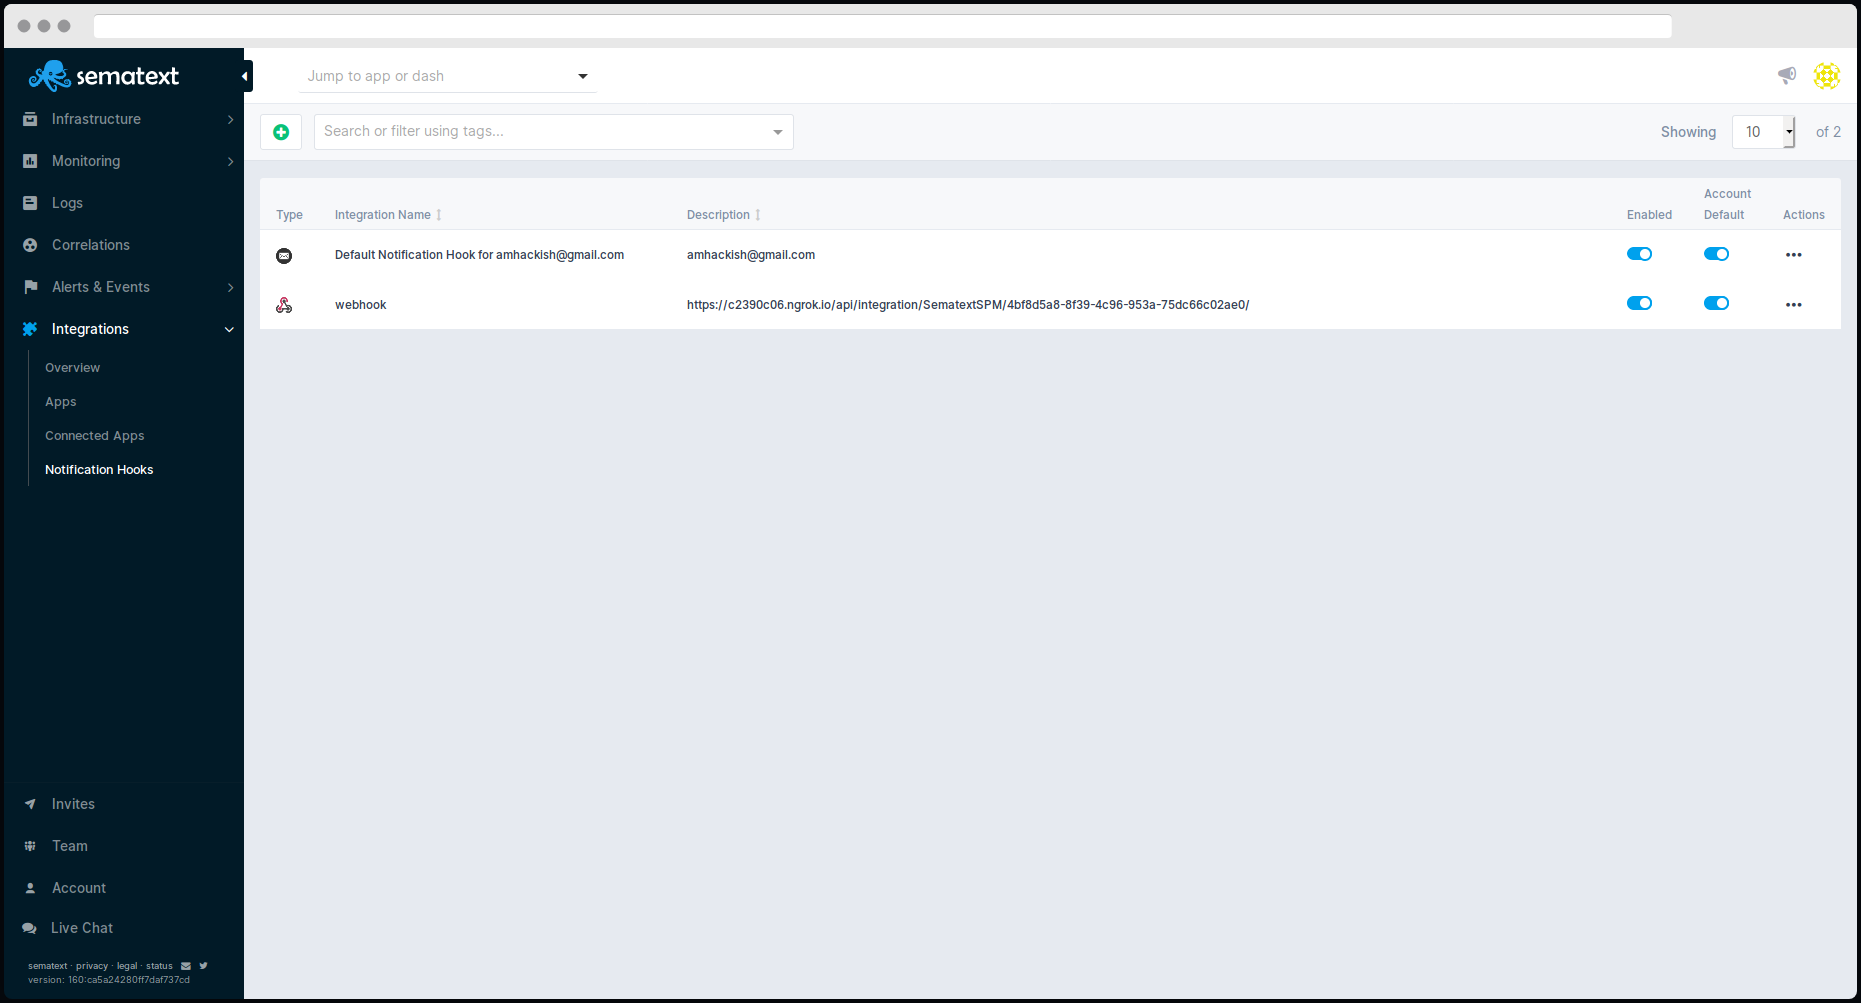 sematext
Infrastructure
Monitoring
Logs
Correlations
Alerts & Events
Integrations
Overview
Apps
Connected Apps
Notification Hooks
Invites
Team
Account
Live Chat
sematext · privacy · legal · status
version: 160:ca5a24280ff7daf737cd
Jump to app or dash
Search or filter using tags...
Showing 10 of 2
Type Integration Name Description Enabled Account Default Actions
Default Notification Hook for amhackish@gmail.com amhackish@gmail.com
webhook https://c2390c06.ngrok.io/api/integration/SematextSPM/4bf8d5a8-8f39-4c96-953a-75dc66c02ae0/